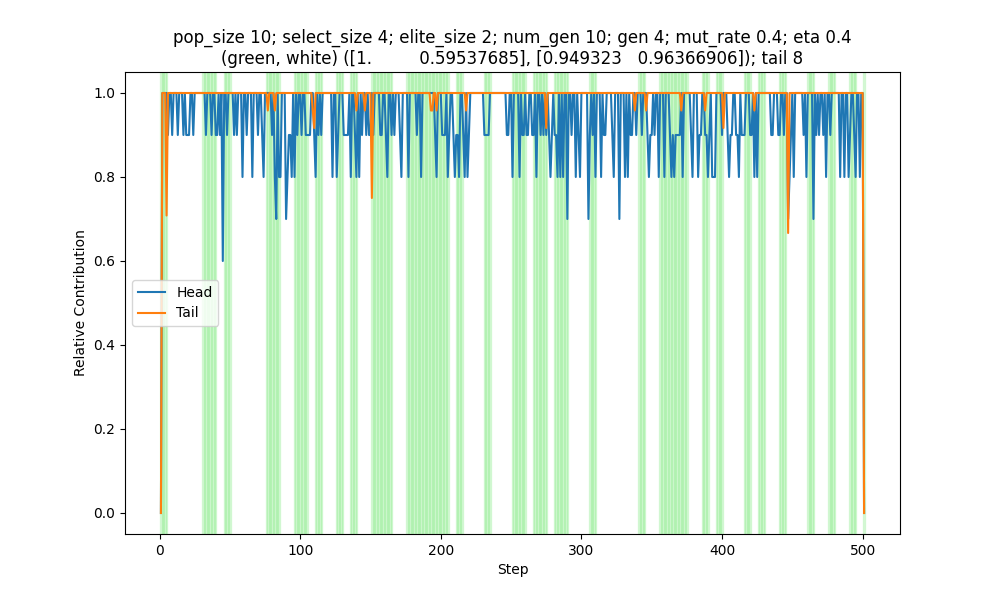 pop_size 10; select_size 4; elite_size 2; num_gen 10; gen 4; mut_rate 0.4; eta 0.4
(green, white) ([1.         0.59537685], [0.949323   0.96366906]); tail 8
Relative Contribution
1.0
0.8
0.6
0.4
0.2
0.0
Head
Tail
0
100
200
300
400
500
Step